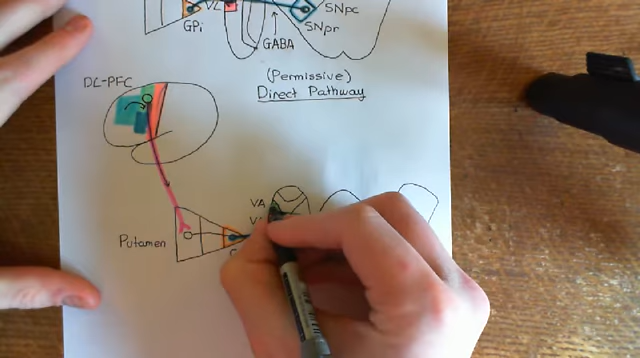 SNpc
VL
GPi
SNpr
GABA
DL-PFC
(Permissive)
Direct Pathway
VA
Putamen